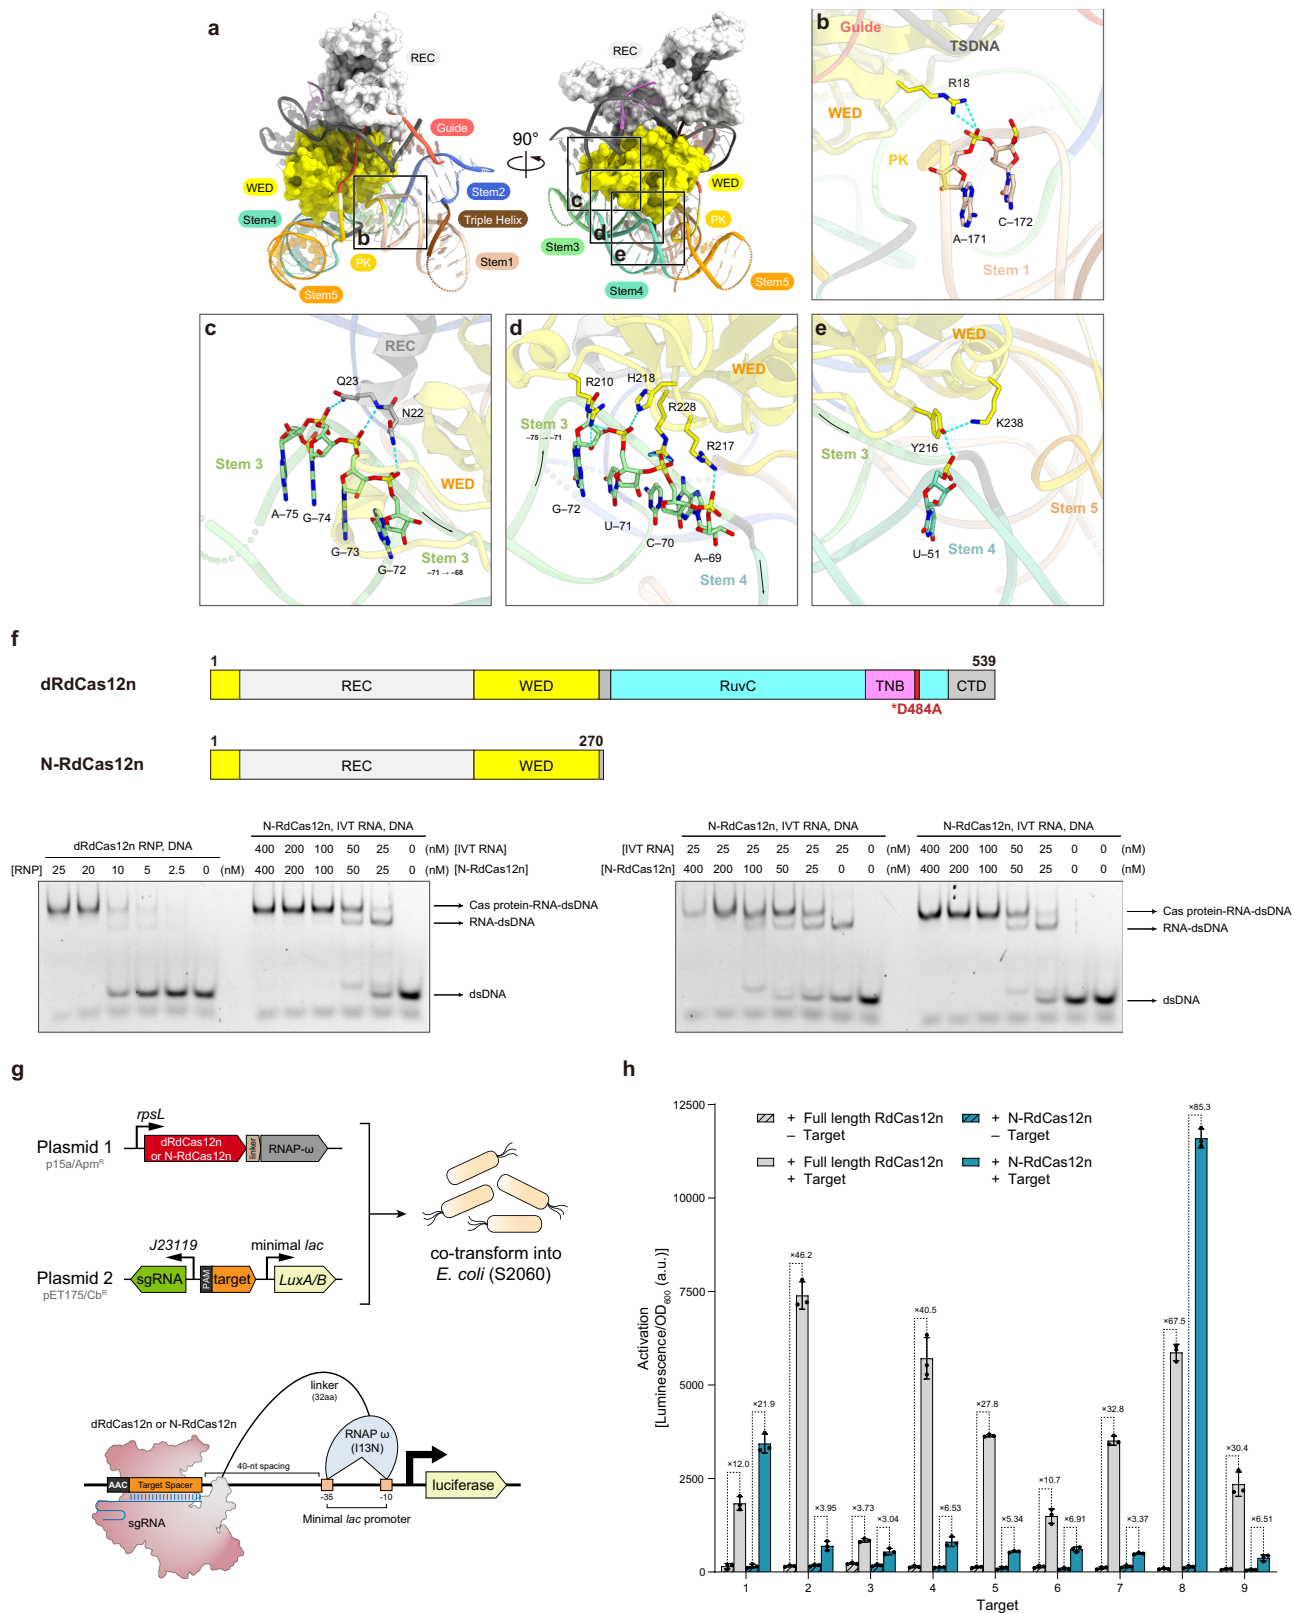 a
REC
Guide
WED
Stem2
Stem4
Triple Helix
b
PK
Stem1
Stem5
90°
REC
WED
c
PK
d
Stem3
e
Stem4
Stem5
b
Guide
TSDNA
R18
WED
PK
C–172
A–171
Stem 1
c
REC
Q23
N22
Stem 3
WED
A–75
G–74
G–73
Stem 3
G–72
–71 → –68
d
R210
H218
WED
R228
Stem 3
–75 → –71
R217
G–72
U–71
C–70
A–69
Stem 4
e
WED
K238
Stem 3
Y216
Stem 5
U–51
Stem 4
f
1
539
dRdCas12n
REC
WED
RuvC
TNB
CTD
*D484A
1
270
N-RdCas12n
REC
WED
N-RdCas12n, IVT RNA, DNA
dRdCas12n RNP, DNA
400 200 100 50 25 0 (nM) [IVT RNA]
[RNP] 25 20 10 5 2.5 0 (nM) 400 200 100 50 25 0 (nM) [N-RdCas12n]
Cas protein-RNA-dsDNA
RNA-dsDNA
dsDNA
N-RdCas12n, IVT RNA, DNA
N-RdCas12n, IVT RNA, DNA
[IVT RNA] 25 25 25 25 25 25 0 400 200 100 50 25 0 0 (nM)
[N-RdCas12n] 400 200 100 50 25 0 0 400 200 100 50 25 0 0 (nM)
Cas protein-RNA-dsDNA
RNA-dsDNA
dsDNA
g
rpsL
Plasmid 1
p15a/ApmR
dRdCas12n
or N-RdCas12n
linker
RNAP-ω
J23119
minimal lac
Plasmid 2
pET175/CbR
sgRNA
PAM
target
LuxA/B
co-transform into
E. coli (S2060)
linker
(32aa)
dRdCas12n or N-RdCas12n
RNAP ω
(I13N)
40-nt spacing
AAC
Target Spacer
luciferase
-35
-10
sgRNA
Minimal lac promoter
h
Activation
[Luminescence/OD600 (a.u.)]
12500
10000
7500
5000
2500
0
+ Full length RdCas12n
– Target
+ N-RdCas12n
– Target
+ Full length RdCas12n
+ Target
+ N-RdCas12n
+ Target
×12.0
×21.9
×46.2
×3.95
×3.73
×3.04
×40.5
×6.53
×27.8
×5.34
×10.7
×6.91
×32.8
×3.37
×67.5
×85.3
×30.4
×6.51
1 2 3 4 5 6 7 8 9
Target